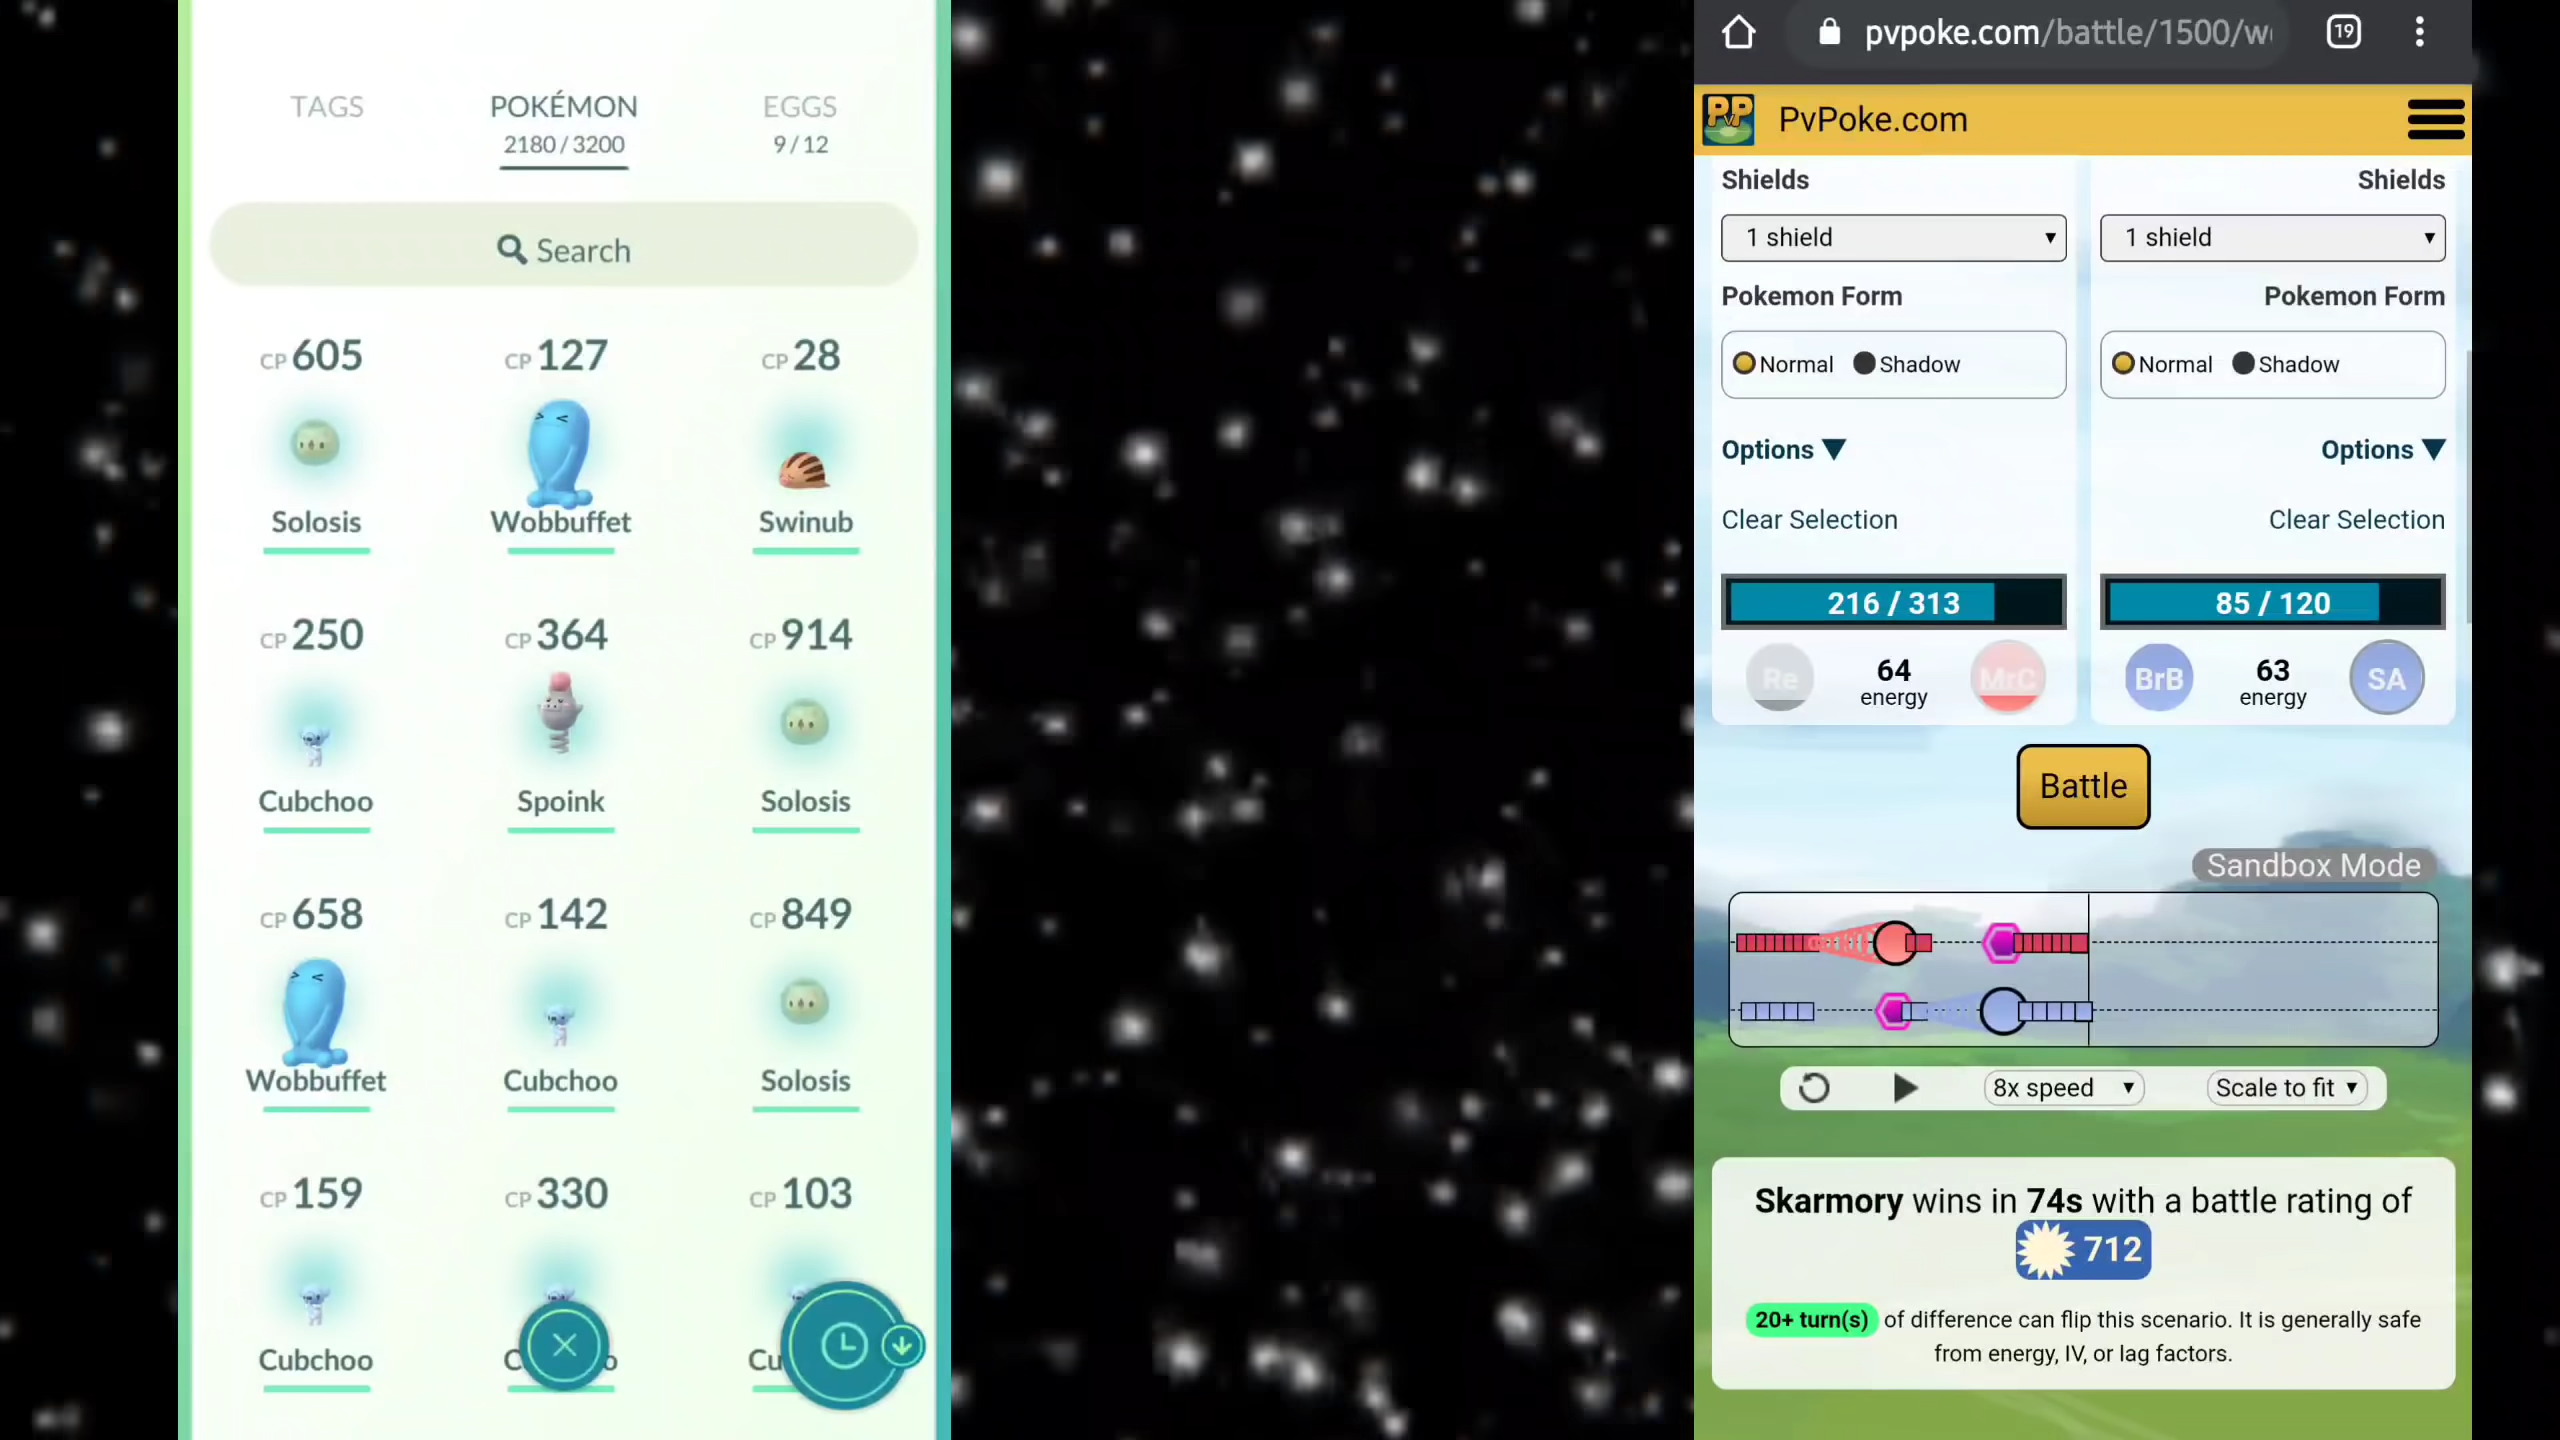 TAGS
POKÉMON
EGGS
2180 / 3200
9 / 12
Search
CP 605
CP 127
CP 28
Solosis
Wobbuffet
Swinub
CP 250
CP 364
CP 914
Cubchoo
Spoink
Solosis
CP 658
CP 142
CP 849
Wobbuffet
Cubchoo
Solosis
CP 159
CP 330
CP 103
Cubchoo
pvpoke.com/battle/1500/w
19
PvP
PvPoke.com
Shields
Shields
1 shield
1 shield
Pokemon Form
Pokemon Form
Normal Shadow
Normal Shadow
Options
Options
Clear Selection
Clear Selection
216 / 313
85 / 120
Re
64
energy
MrC
BrB
63
energy
SA
Battle
Sandbox Mode
8x speed
Scale to fit
Skarmory wins in 74s with a battle rating of
712
20+ turn(s) of difference can flip this scenario. It is generally safe
from energy, IV, or lag factors.